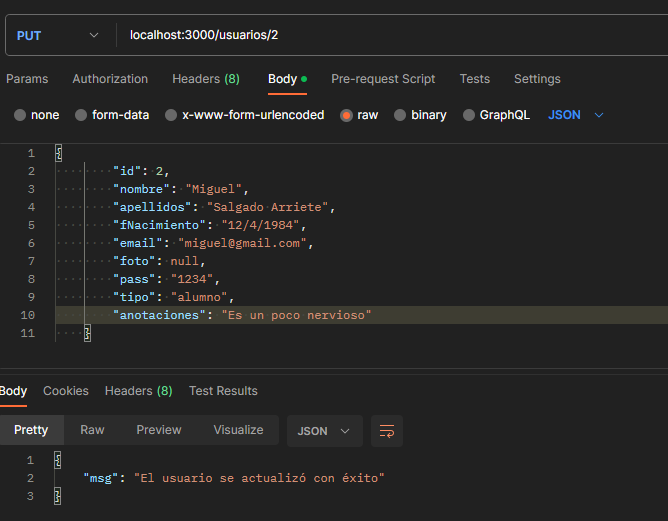 PUT localhost:3000/usuarios/2
Params Authorization Headers (8) Body Pre-request Script Tests Settings
none form-data x-www-form-urlencoded raw binary GraphQL JSON
1 {
2 "id": 2,
3 "nombre": "Miguel",
4 "apellidos": "Salgado Arriete",
5 "fNacimiento": "12/4/1984",
6 "email": "miguel@gmail.com",
7 "foto": null,
8 "pass": "1234",
9 "tipo": "alumno",
10 "anotaciones": "Es un poco nervioso"
11 }
Body Cookies Headers (8) Test Results
Pretty Raw Preview Visualize JSON
1 {
2 "msg": "El usuario se actualizó con éxito"
3 }